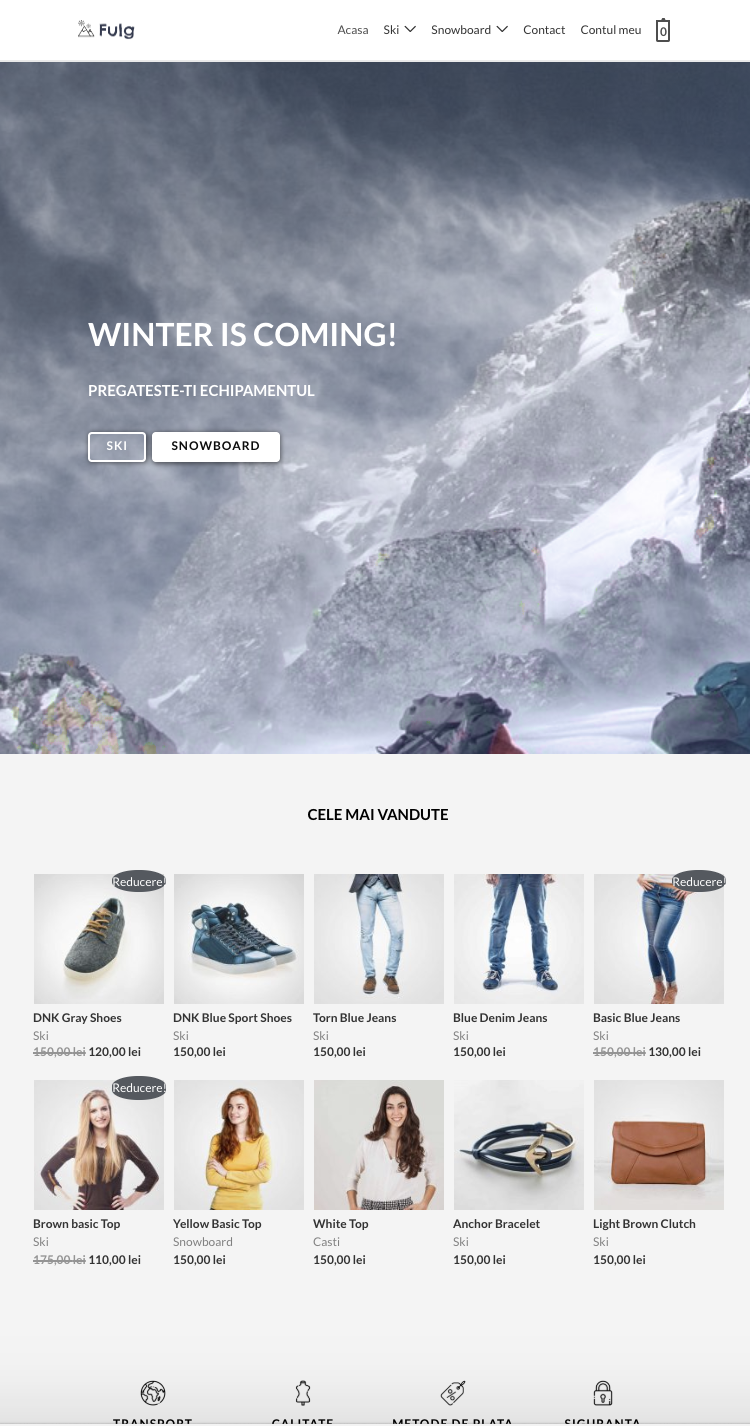 Fulg
Acasa Ski Snowboard Contact Contul meu 0
WINTER IS COMING!
PREGATESTE-TI ECHIPAMENTUL
SKI SNOWBOARD
CELE MAI VANDUTE
Reducere! Reducere!
DNK Gray Shoes DNK Blue Sport Shoes Torn Blue Jeans Blue Denim Jeans Basic Blue Jeans
Ski Ski Ski Ski Ski
150,00 lei 120,00 lei 150,00 lei 150,00 lei 150,00 lei 150,00 lei 130,00 lei
Reducere!
Brown basic Top Yellow Basic Top White Top Anchor Bracelet Light Brown Clutch
Ski Snowboard Casti Ski Ski
175,00 lei 110,00 lei 150,00 lei 150,00 lei 150,00 lei 150,00 lei
TRANSPORT CALITATE METODE DE PLATA SIGURANTA